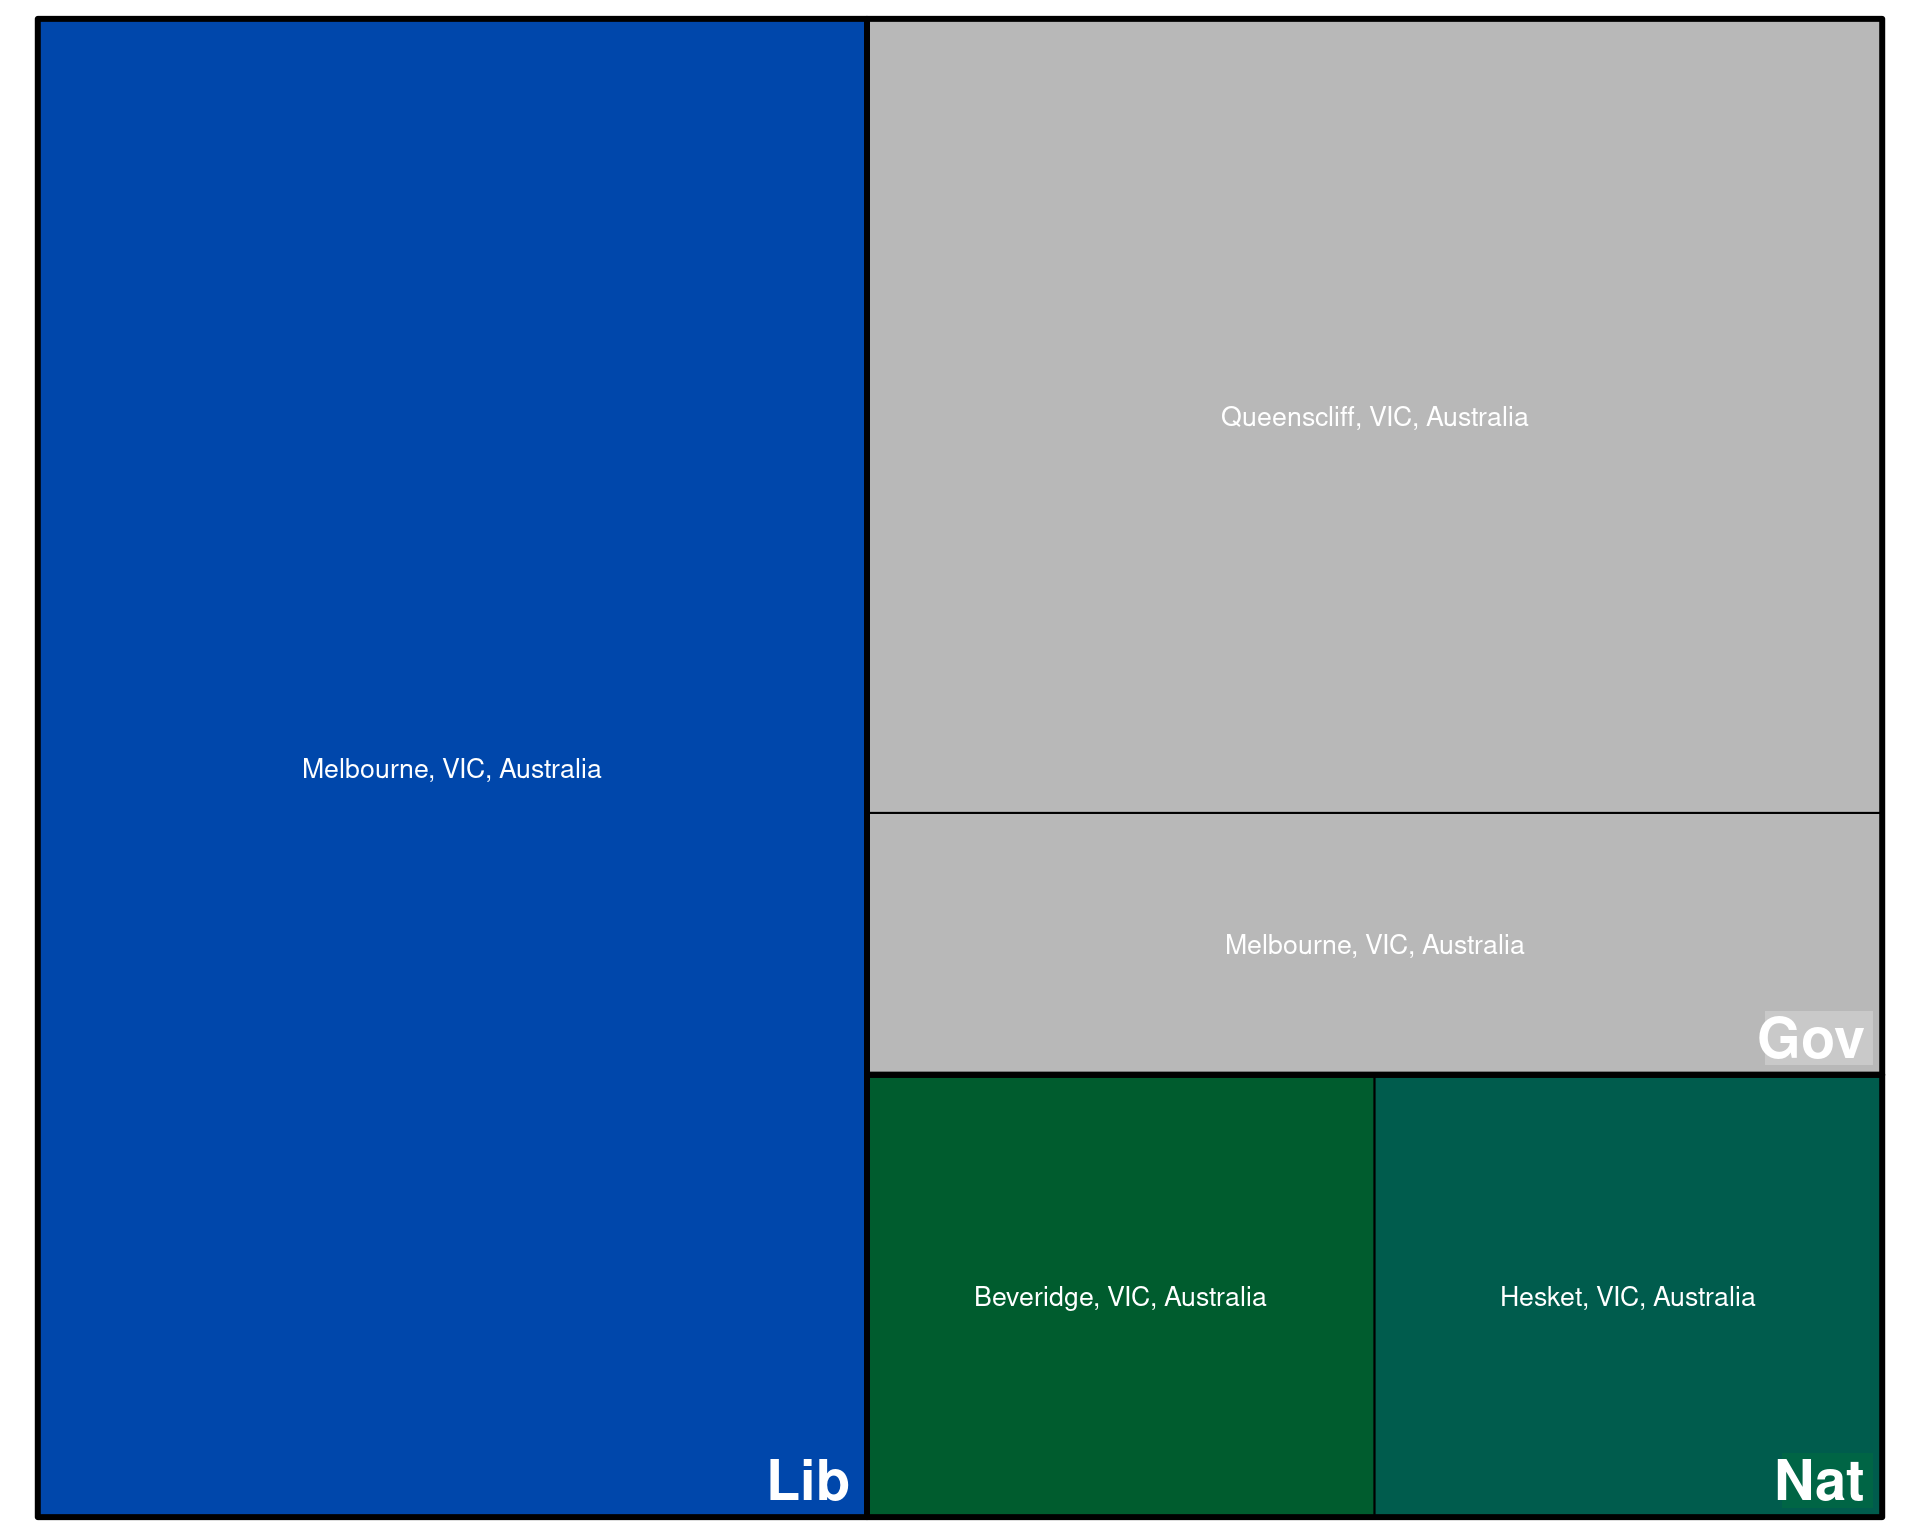 Queenscliff, VIC, Australia
Melbourne, VIC, Australia
Melbourne, VIC, Australia
Gov
Beveridge, VIC, Australia
Hesket, VIC, Australia
Lib
Nat